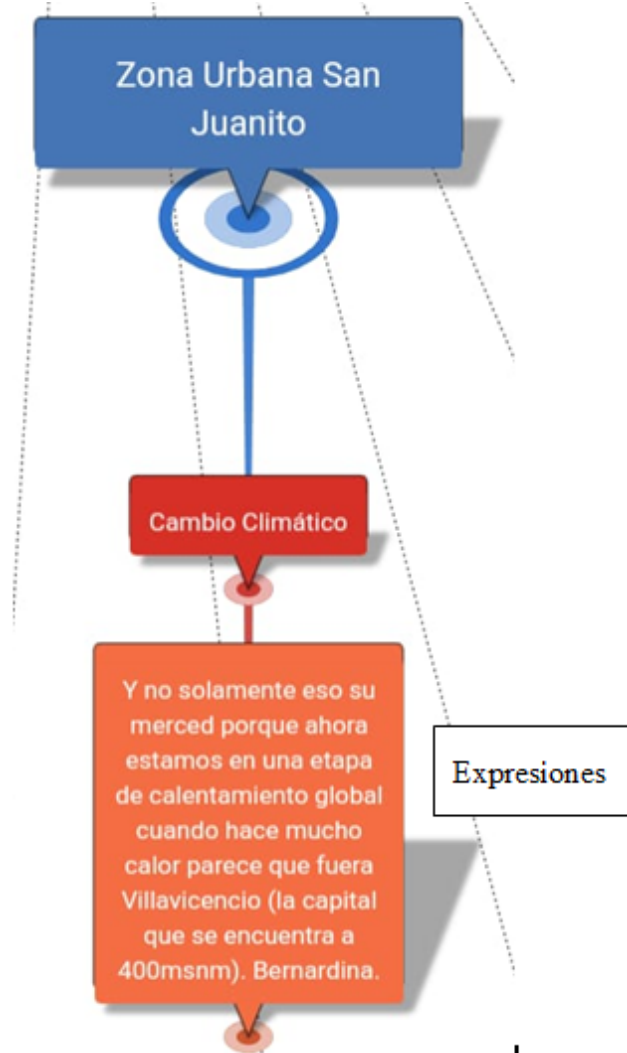 Zona Urbana San
Juanito
Cambio Climático
Y no solamente eso su
merced porque ahora
estamos en una etapa
de calentamiento global
cuando hace mucho
calor parece que fuera
Villavicencio (la capital
que se encuentra a
400msnm). Bernardina.
Expresiones